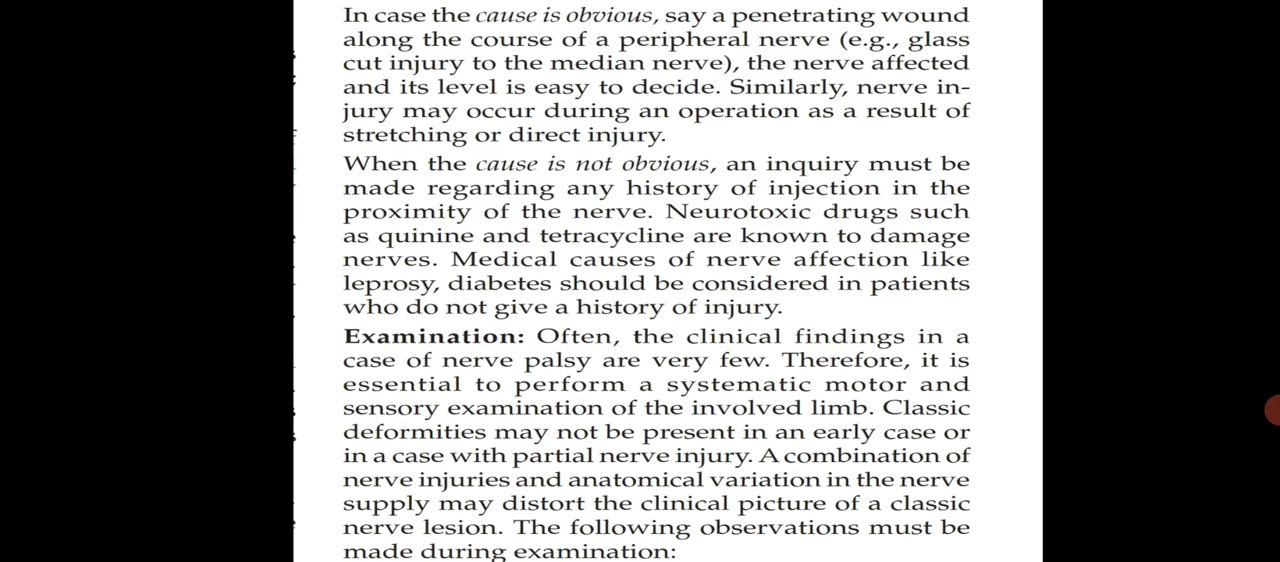 In case the cause is obvious, say a penetrating wound
along the course of a peripheral nerve (e.g., glass
cut injury to the median nerve), the nerve affected
and its level is easy to decide. Similarly, nerve in-
jury may occur during an operation as a result of
stretching or direct injury.
When the cause is not obvious, an inquiry must be
made regarding any history of injection in the
proximity of the nerve. Neurotoxic drugs such
as quinine and tetracycline are known to damage
nerves. Medical causes of nerve affection like
leprosy, diabetes should be considered in patients
who do not give a history of injury.
Examination: Often, the clinical findings in a
case of nerve palsy are very few. Therefore, it is
essential to perform a systematic motor and
sensory examination of the involved limb. Classic
deformities may not be present in an early case or
in a case with partial nerve injury. A combination of
nerve injuries and anatomical variation in the nerve
supply may distort the clinical picture of a classic
nerve lesion. The following observations must be
made during examination: